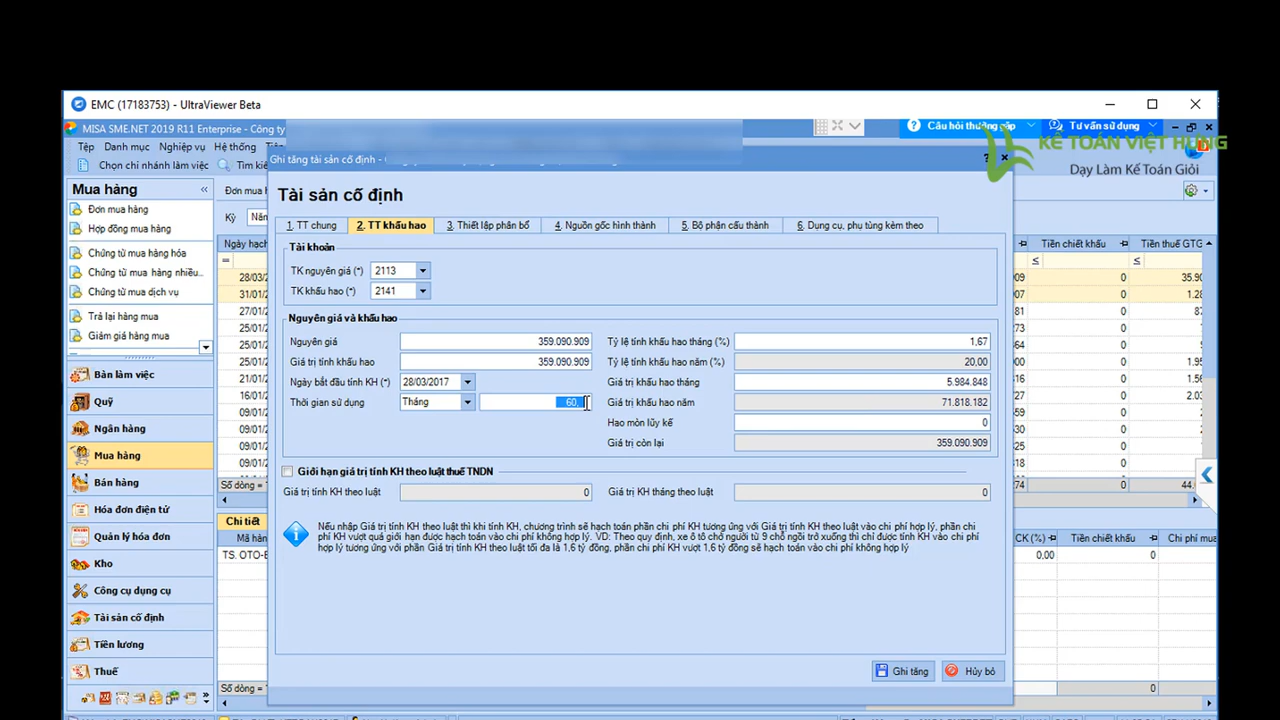 EMC (17183753) - UltraViewer Beta
MISA SME.NET 2019 R11 Enterprise - Công ty
Câu hỏi thường gặp
Tư vấn sử dụng
KẾ TOÁN VIỆT HƯNG
Dạy Làm Kế Toán Giỏi
Tệp Danh mục Nghiệp vụ Hệ thống
Chọn chi nhánh làm việc
Ghi tăng tài sản cố định -
Mua hàng
Đơn mua hàng
Hợp đồng mua hàng
Chứng từ mua hàng hóa
Chứng từ mua hàng nhiều...
Chứng từ mua dịch vụ
Trả lại hàng mua
Giảm giá hàng mua
Bàn làm việc
Quỹ
Ngân hàng
Mua hàng
Bán hàng
Hóa đơn điện tử
Quản lý hóa đơn
Kho
Công cụ dụng cụ
Tài sản cố định
Tiền lương
Thuế
Kỳ
Tài sản cố định
1. TT chung
2. TT khấu hao
3. Thiết lập phân bổ
4. Nguồn gốc hình thành
5. Bộ phận cấu thành
6. Dụng cụ, phụ tùng kèm theo
Tài khoản
TK nguyên giá (*) 2113
TK khấu hao (*) 2141
Nguyên giá và khấu hao
Nguyên giá 359.090.909
Giá trị tính khấu hao 359.090.909
Ngày bắt đầu tính KH (*) 28/03/2017
Thời gian sử dụng Tháng 60
Tỷ lệ tính khấu hao tháng (%) 1,67
Tỷ lệ tính khấu hao năm (%) 20,00
Giá trị khấu hao tháng 5.984.848
Giá trị khấu hao năm 71.818.182
Hao mòn lũy kế 0
Giá trị còn lại 359.090.909
Giới hạn giá trị tính KH theo luật thuế TNDN
Giá trị tính KH theo luật 0
Giá trị KH tháng theo luật 0
Nếu nhập Giá trị tính KH theo luật thì khi tính KH, chương trình sẽ hạch toán phần chi phí KH tương ứng với Giá trị tính KH theo luật vào chi phí hợp lý, phần chi
phí KH vượt quá giới hạn được hạch toán vào chi phí không hợp lý. VD: Theo quy định, xe ô tô chở người từ 9 chỗ ngồi trở xuống thì chỉ được tính KH vào chi phí
hợp lý tương ứng với phần Giá trị tính KH theo luật tối đa là 1,6 tỷ đồng, phần chi phí KH vượt 1,6 tỷ đồng sẽ hạch toán vào chi phí không hợp lý
Ghi tăng
Hủy bỏ
Tiền chiết khấu
Tiền thuế GTG
Chi tiết
CK (%)
Tiền chiết khấu
Chi phí mua
0,00
0